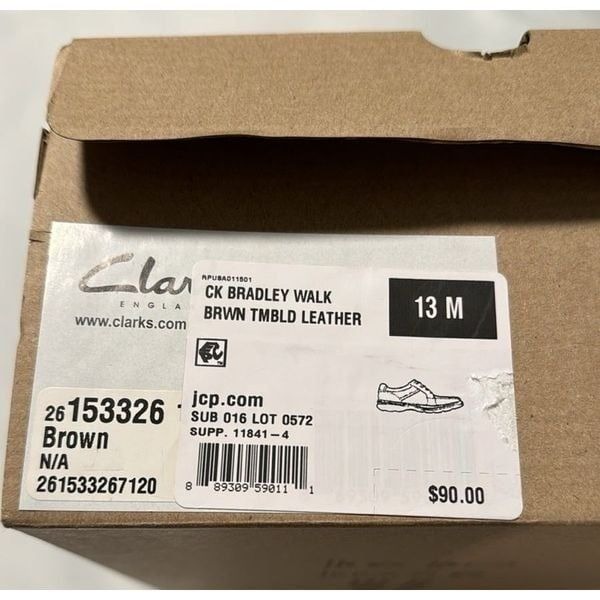 ENGLA
www.clarks.com
26 153326
Brown
N/A
261533267120
RPUSA011501
CK BRADLEY WALK
BRWN TMBLD LEATHER
13 M
jcp.com
SUB 016 LOT 0572
SUPP. 11841-4
8 89309 59011 1
$90.00